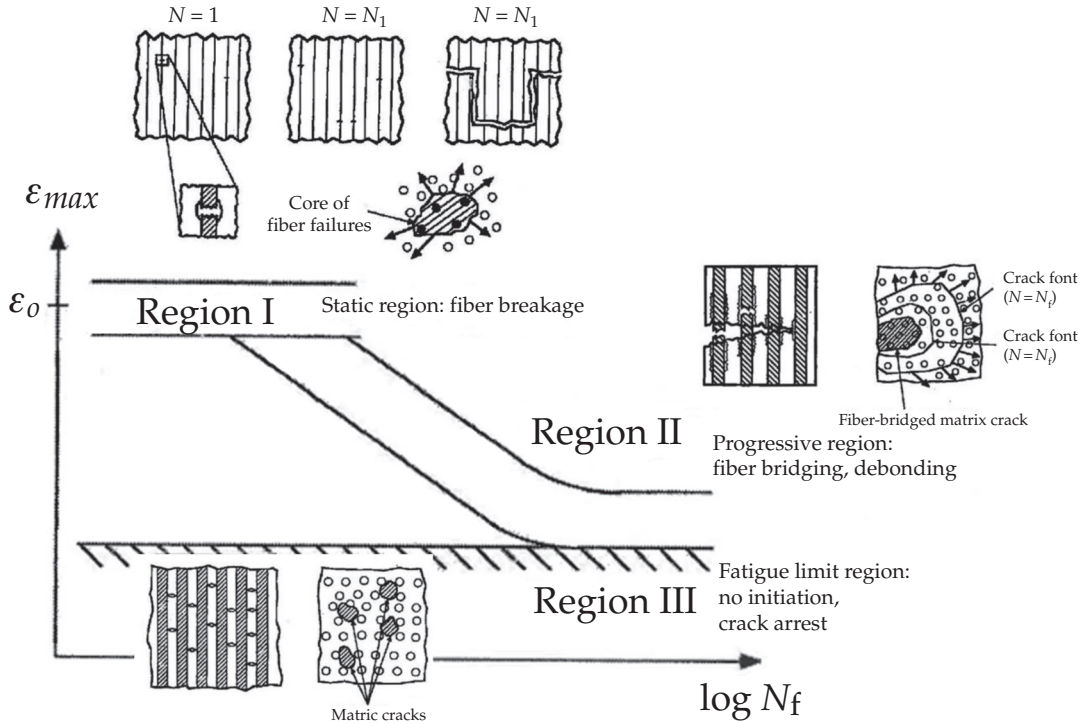 N = 1
N = N1
N = N1
Core of
fiber failures
εmax
εo
Region I
Static region: fiber breakage
Crack font
(N = Nf)
Crack font
(N = Nf)
Fiber-bridged matrix crack
Region II
Progressive region:
fiber bridging, debonding
Region III
Fatigue limit region:
no initiation,
crack arrest
Matric cracks
log Nf